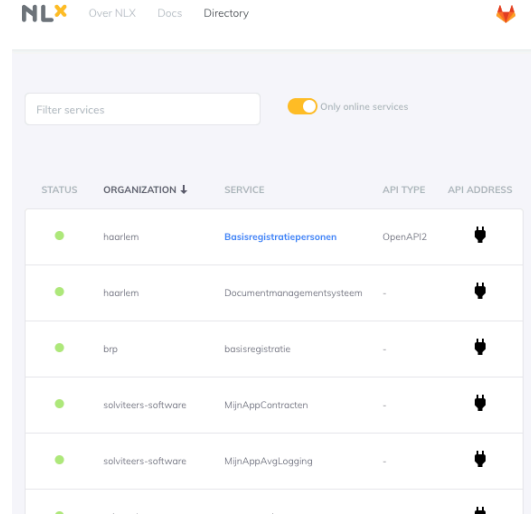 NLX Over NLX Docs Directory
Filter services
Only online services
STATUS ORGANIZATION ↓ SERVICE API TYPE API ADDRESS
haarlem Basisregistratiepersonen OpenAPI2
haarlem Documentmanagementsysteem -
brp basisregistratie -
solviteers-software MijnAppContracten -
solviteers-software MijnAppAvgLogging -